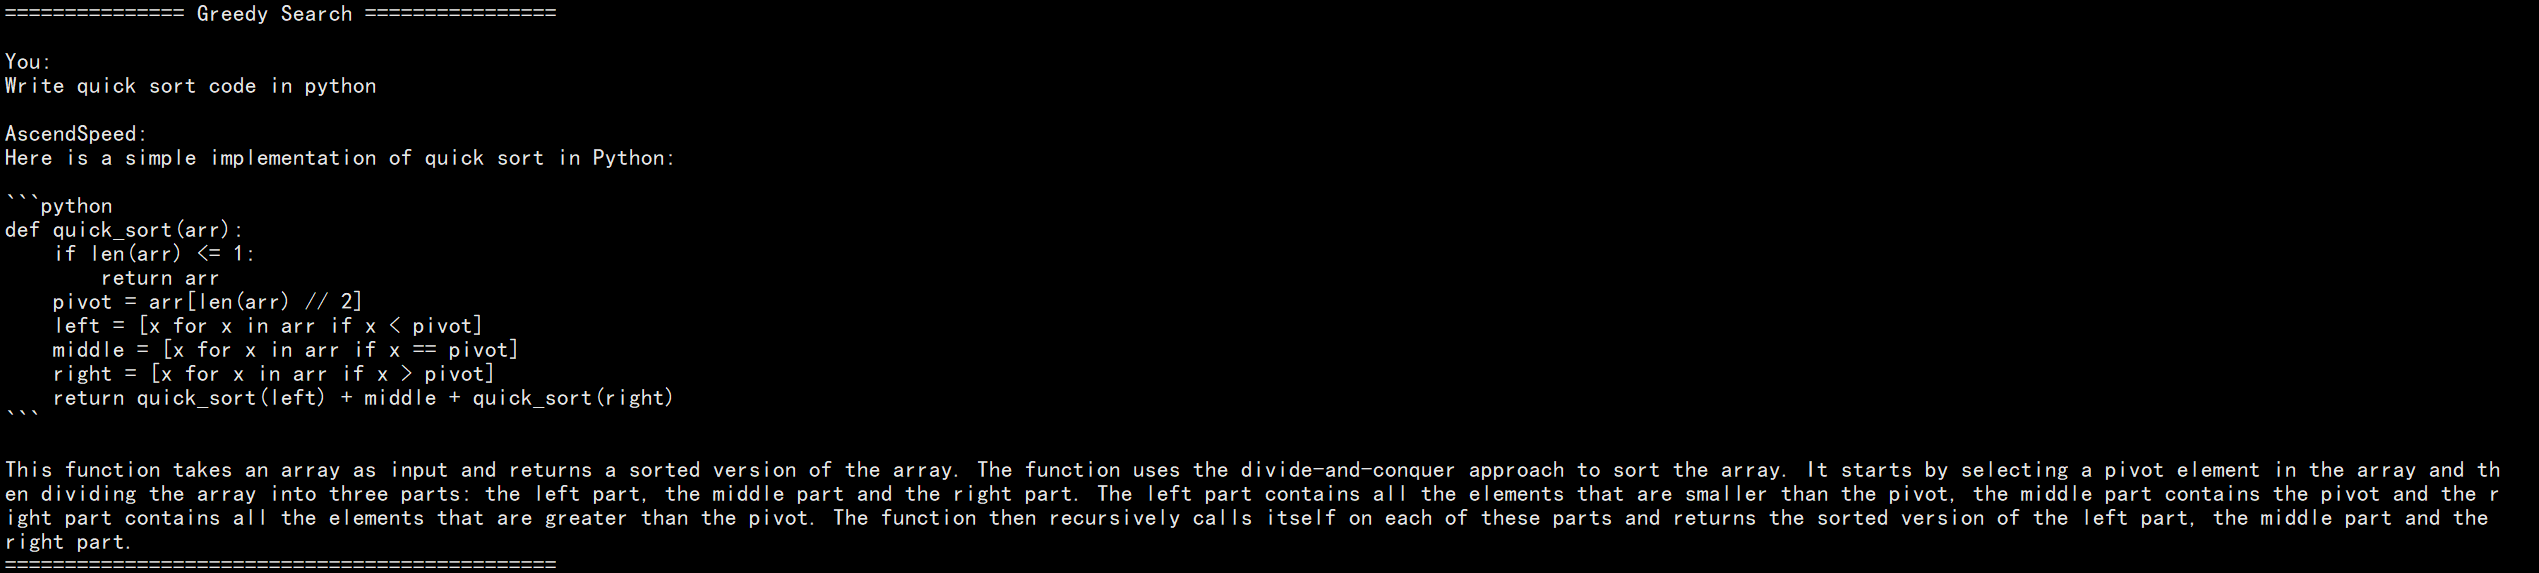 =============== Greedy Search ================
You:
Write quick sort code in python
AscendSpeed:
Here is a simple implementation of quick sort in Python:
```python
def quick_sort(arr):
    if len(arr) <= 1:
        return arr
    pivot = arr[len(arr) // 2]
    left = [x for x in arr if x < pivot]
    middle = [x for x in arr if x == pivot]
    right = [x for x in arr if x > pivot]
    return quick_sort(left) + middle + quick_sort(right)
```
This function takes an array as input and returns a sorted version of the array. The function uses the divide-and-conquer approach to sort the array. It starts by selecting a pivot element in the array and th
en dividing the array into three parts: the left part, the middle part and the right part. The left part contains all the elements that are smaller than the pivot, the middle part contains the pivot and the r
ight part contains all the elements that are greater than the pivot. The function then recursively calls itself on each of these parts and returns the sorted version of the left part, the middle part and the
right part.
==============================================